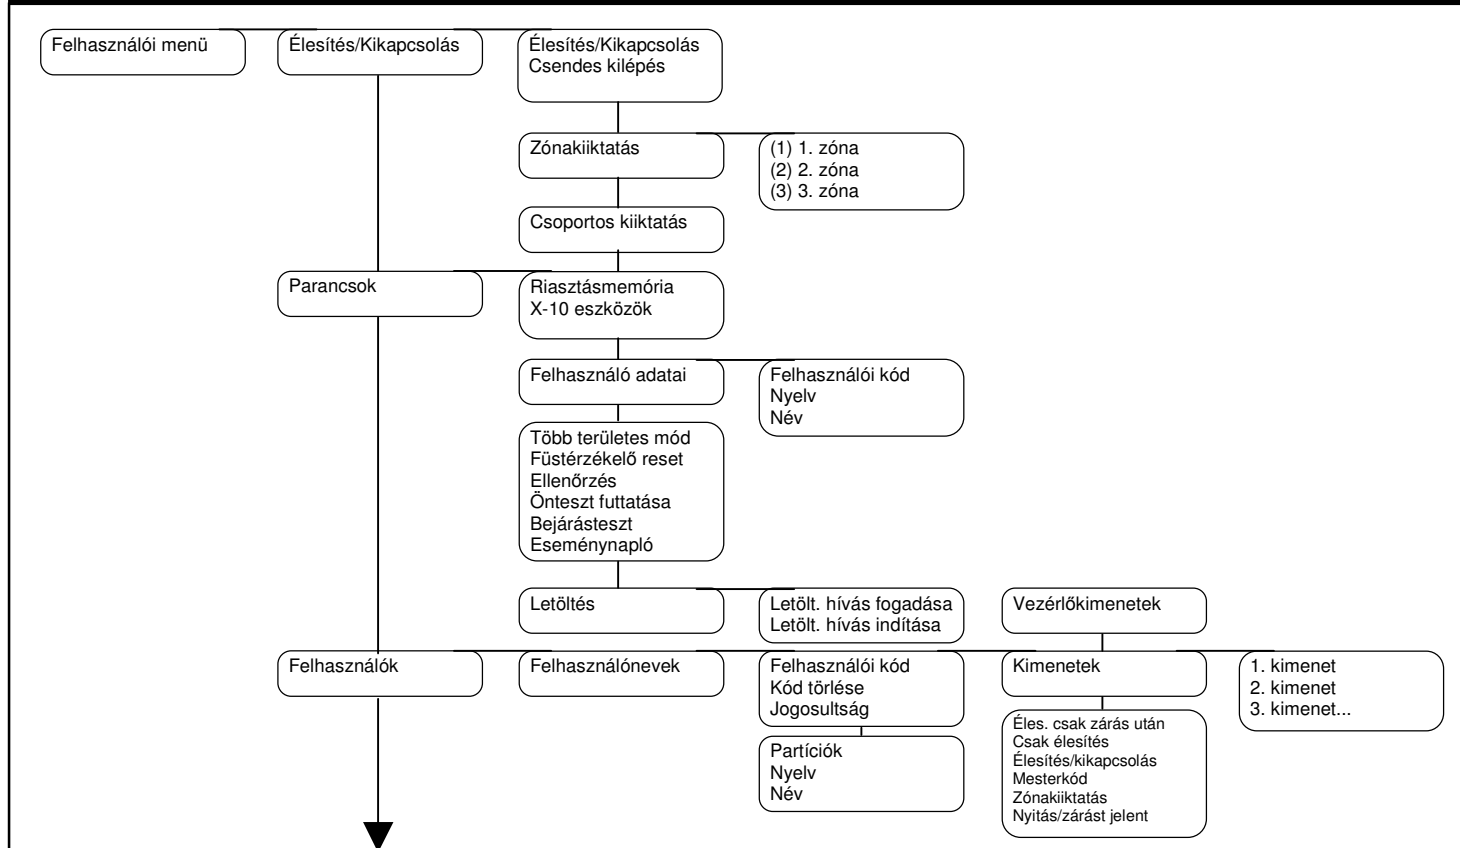 Felhasználói menü
Élesítés/Kikapcsolás
Élesítés/Kikapcsolás
Csendes kilépés
Zónakiiktatás
(1) 1. zóna
(2) 2. zóna
(3) 3. zóna
Csoportos kiiktatás
Parancsok
Riasztásmemória
X-10 eszközök
Felhasználó adatai
Felhasználói kód
Nyelv
Név
Több területes mód
Füstérzékelő reset
Ellenőrzés
Önteszt futtatása
Bejárásteszt
Eseménynapló
Letöltés
Letölt. hívás fogadása
Letölt. hívás indítása
Vezérlőkimenetek
Felhasználók
Felhasználónevek
Felhasználói kód
Kód törlése
Jogosultság
Kimenetek
1. kimenet
2. kimenet
3. kimenet...
Partíciók
Nyelv
Név
Éles. csak zárás után
Csak élesítés
Élesítés/kikapcsolás
Mesterkód
Zónakiiktatás
Nyitás/zárást jelent